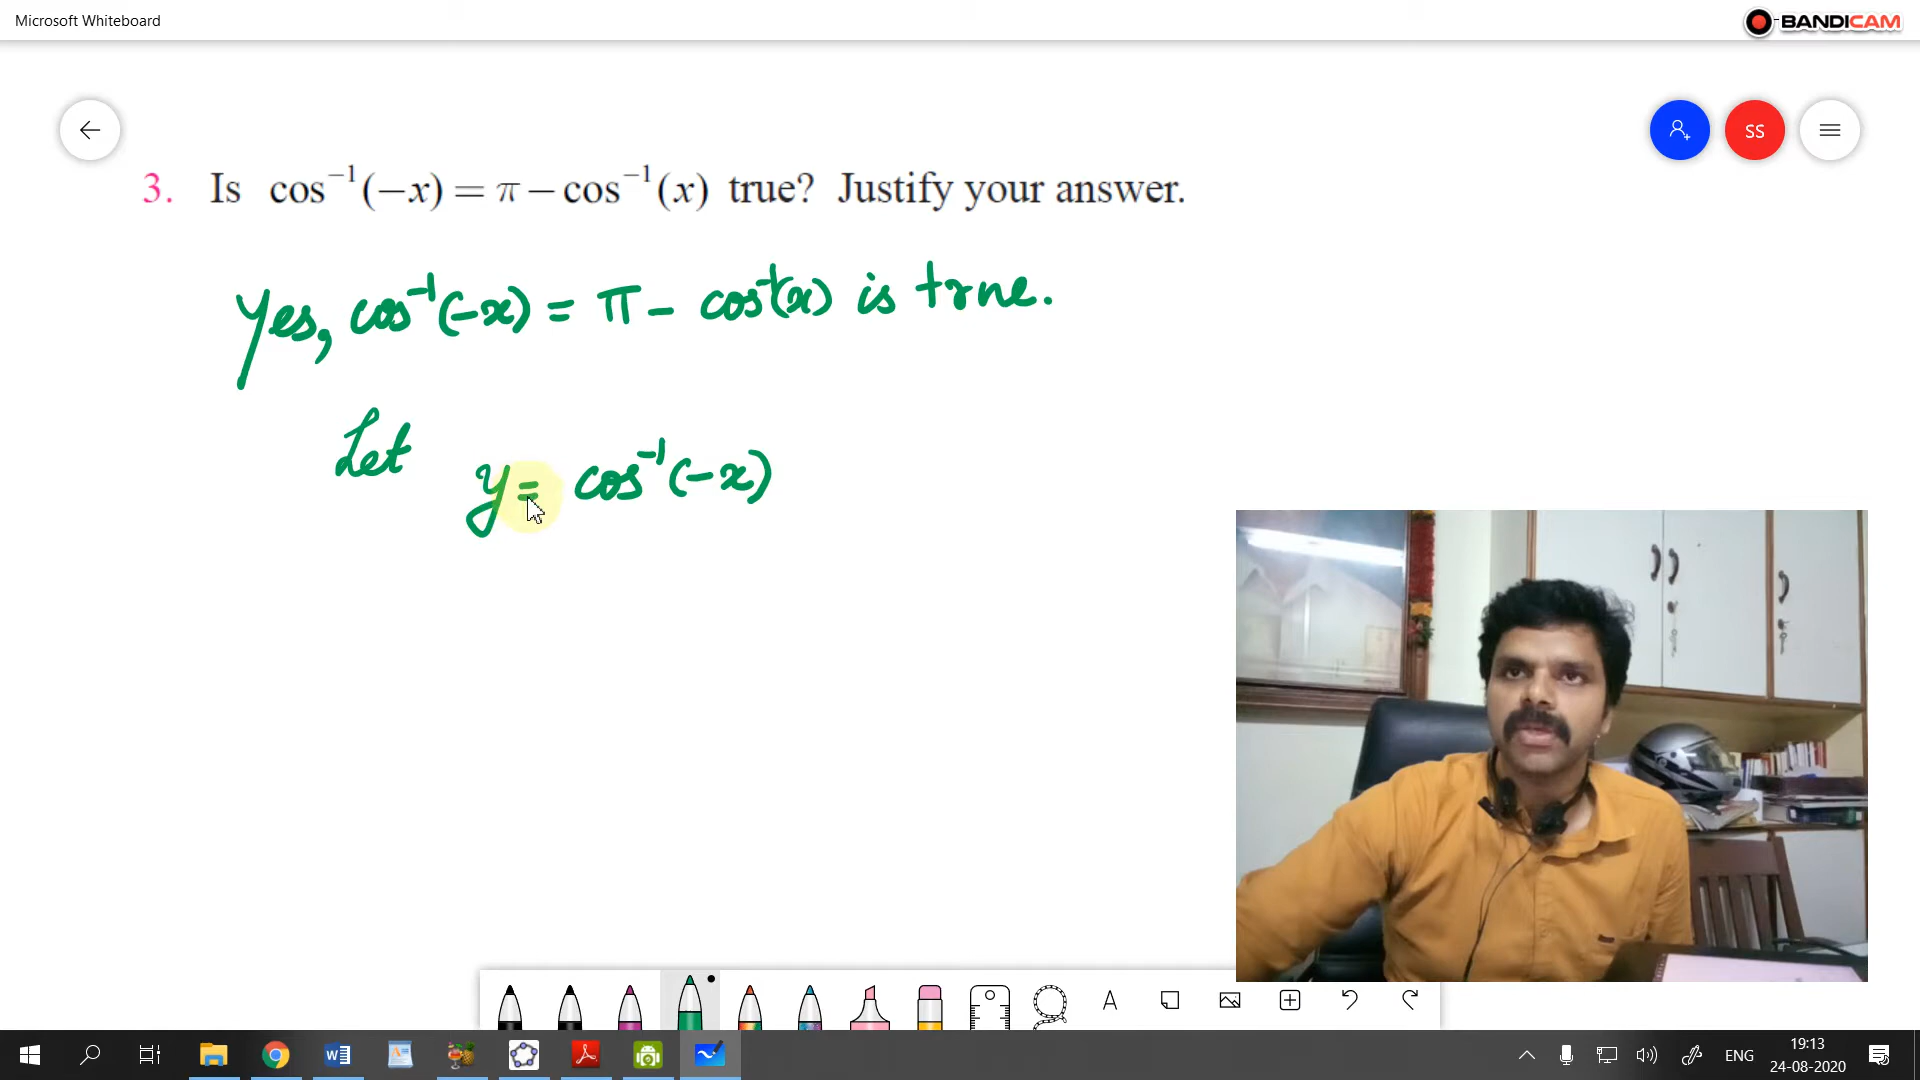 Microsoft Whiteboard
BANDICAM
SS
3. Is cos⁻¹(−x) = π − cos⁻¹(x) true? Justify your answer.
Yes, cos⁻¹(−x) = π − cos⁻¹(x) is true.
Let
y = cos⁻¹(−x)
A
W
ENG
19:13
24-08-2020